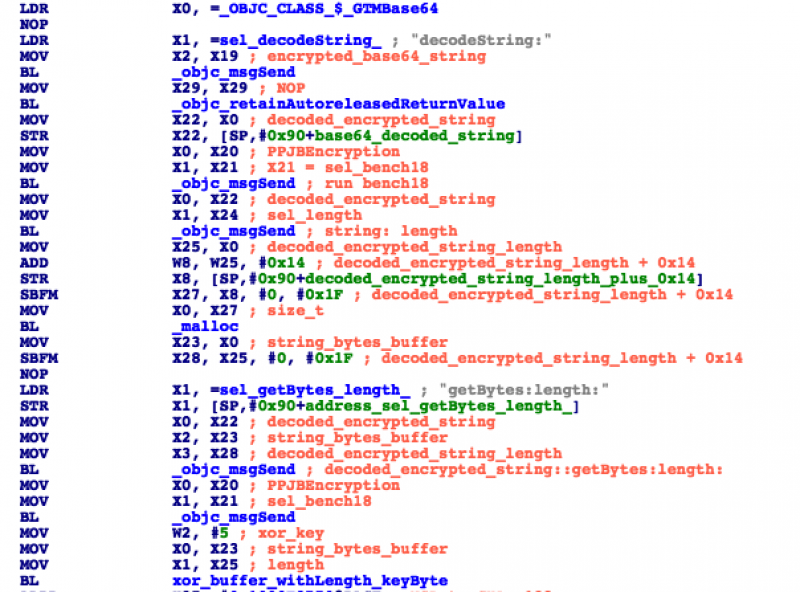 LDR X0, =_OBJC_CLASS_$_GTMBase64
NOP
LDR X1, =sel_decodeString_ ; "decodeString:"
MOV X2, X19 ; encrypted_base64_string
BL _objc_msgSend
MOV X29, X29 ; NOP
BL _objc_retainAutoreleasedReturnValue
MOV X22, X0 ; decoded_encrypted_string
STR X22, [SP,#0x90+base64_decoded_string]
MOV X0, X20 ; PPJBEncryption
MOV X1, X21 ; X21 = sel_bench18
BL _objc_msgSend ; run bench18
MOV X0, X22 ; decoded_encrypted_string
MOV X1, X24 ; sel_length
BL _objc_msgSend ; string: length
MOV X25, X0 ; decoded_encrypted_string_length
ADD W8, W25, #0x14 ; decoded_encrypted_string_length + 0x14
STR X8, [SP,#0x90+decoded_encrypted_string_length_plus_0x14]
SBFM X27, X8, #0, #0x1F ; decoded_encrypted_string_length + 0x14
MOV X0, X27 ; size_t
BL _malloc
MOV X23, X0 ; string_bytes_buffer
SBFM X28, X25, #0, #0x1F ; decoded_encrypted_string_length + 0x14
NOP
LDR X1, =sel_getBytes_length_ ; "getBytes:length:"
STR X1, [SP,#0x90+address_sel_getBytes_length_]
MOV X0, X22 ; decoded_encrypted_string
MOV X2, X23 ; string_bytes_buffer
MOV X3, X28 ; decoded_encrypted_string_length
BL _objc_msgSend ; decoded_encrypted_string::getBytes:length:
MOV X0, X20 ; PPJBEncryption
MOV X1, X21 ; sel_bench18
BL _objc_msgSend
MOV W2, #5 ; xor_key
MOV X0, X23 ; string_bytes_buffer
MOV X1, X25 ; length
BL xor_buffer_withLength_keyByte